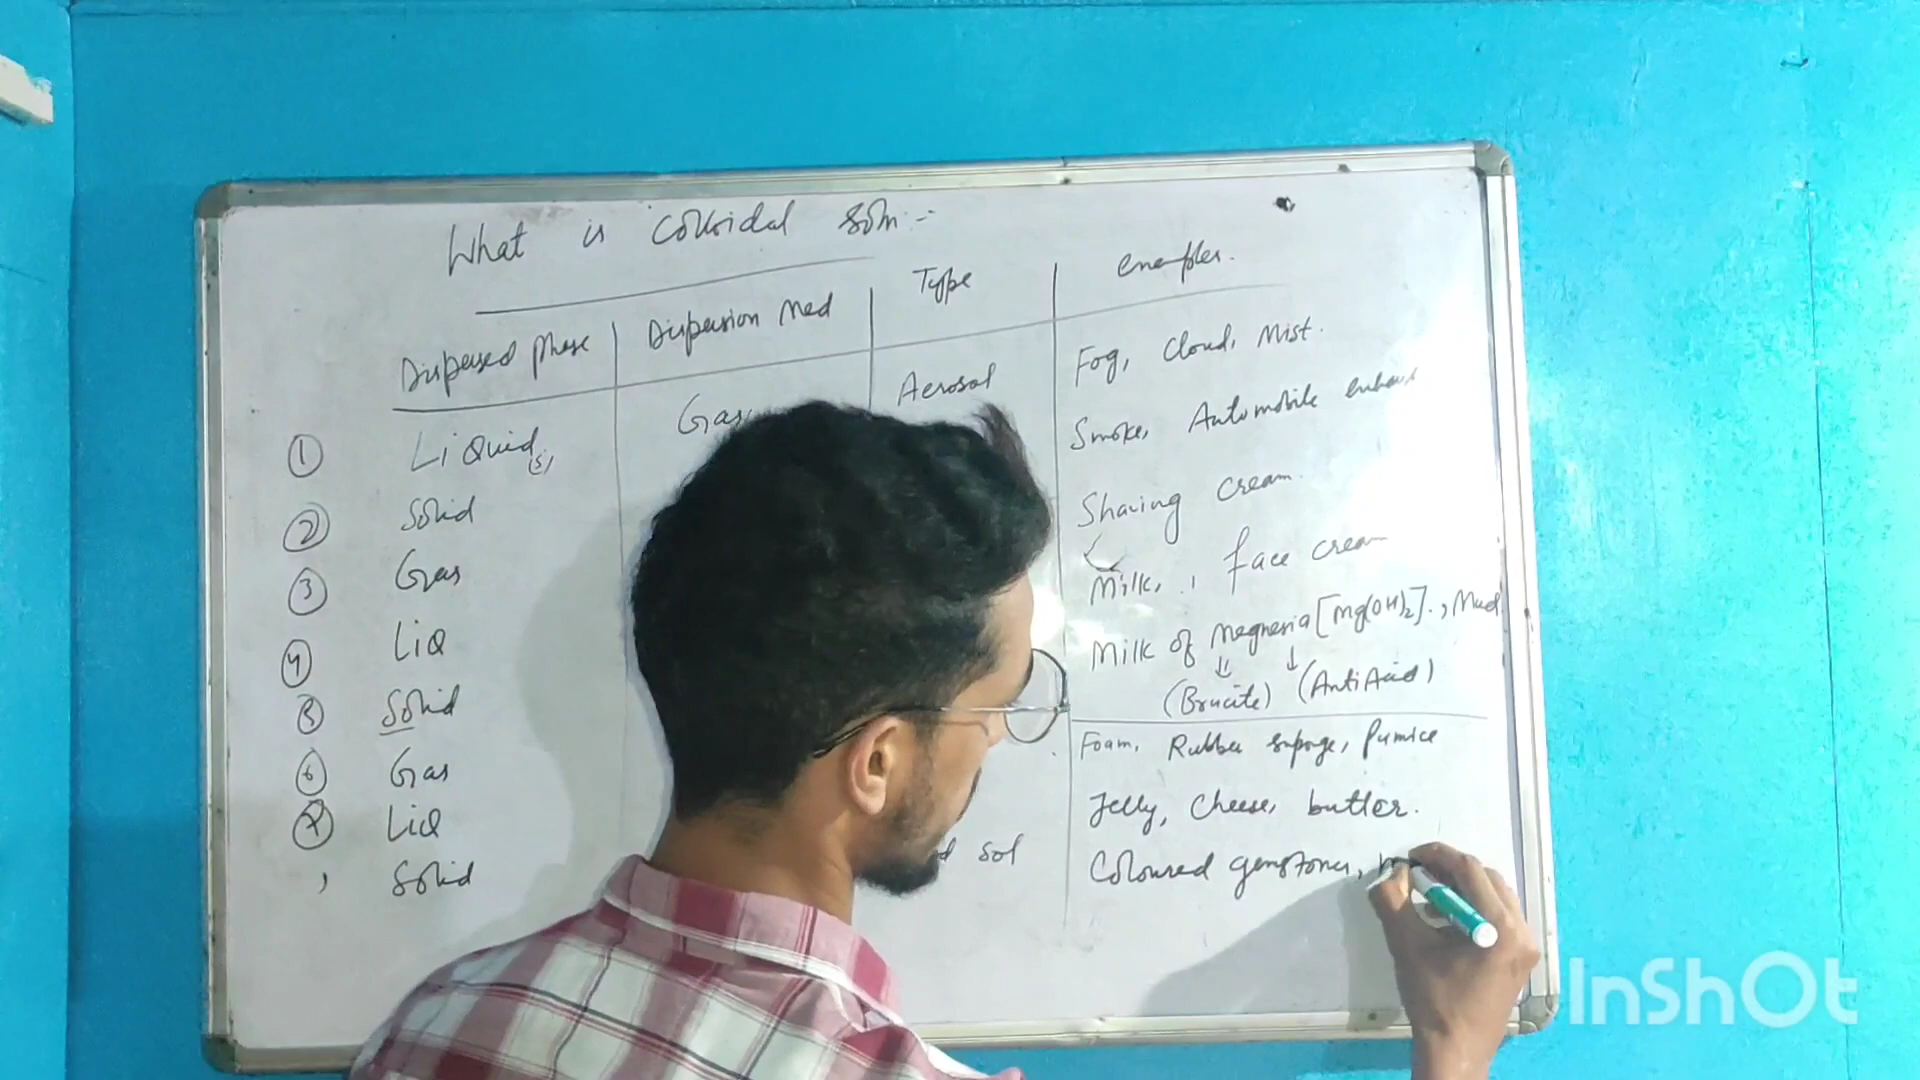 What is colloidal soln :-
Dispersed phase Dispersion Med Type examples.
① Liquid(s) Gas Aerosol Fog, Cloud, Mist.
② Solid Smoke, Automobile exhaust
③ Gas Shaving cream.
④ Liq Milk, , face cream
⑤ Solid Milk of Magnesia [Mg(OH)2]. , Mud
(Brucite) (AntiAcid)
⑥ Gas Foam, Rubber Sponge, Pumice
⑦ Liq Jelly, Cheese, butter.
, Solid sol Coloured gemstones,
InShOt